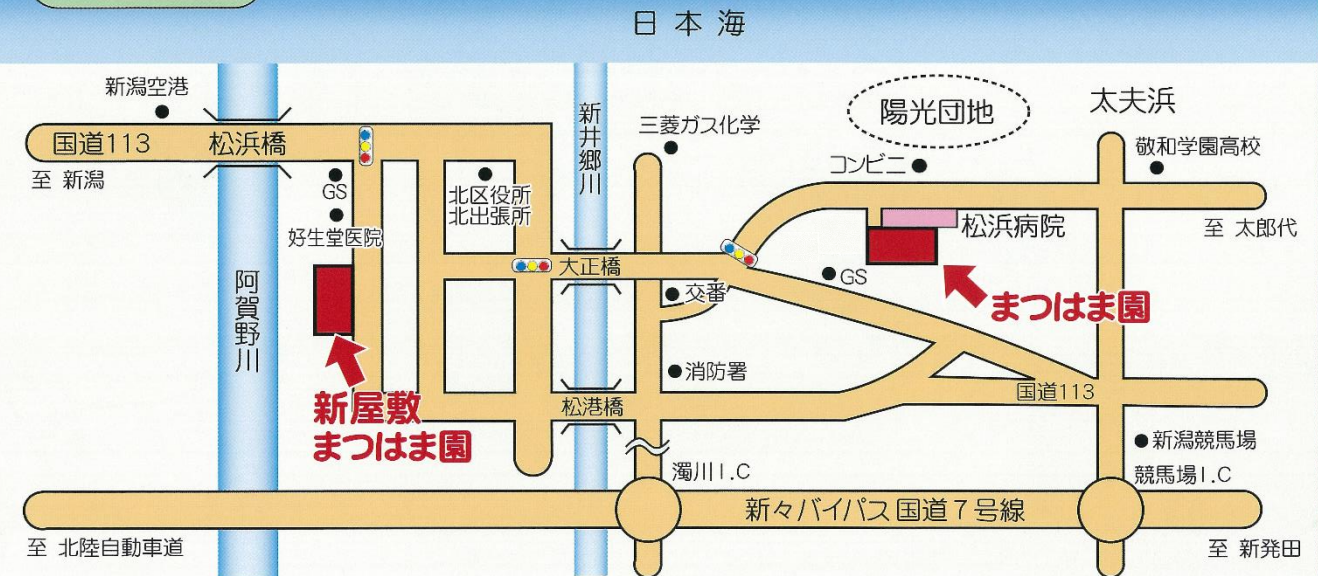 日本海
新潟空港
国道113
松浜橋
至 新潟
GS
好生堂医院
北区役所
北出張所
新井郷川
三菱ガス化学
陽光団地
太夫浜
コンビニ
敬和学園高校
松浜病院
至 太郎代
大正橋
交番
GS
まつはま園
阿賀野川
消防署
新屋敷
まつはま園
松港橋
国道113
新潟競馬場
濁川I.C
競馬場I.C
新々バイパス国道7号線
至 北陸自動車道
至 新発田